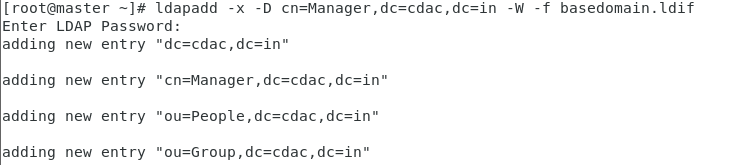 [root@master ~]# ldapadd -x -D cn=Manager,dc=cdac,dc=in -W -f basedomain.ldif
Enter LDAP Password:
adding new entry "dc=cdac,dc=in"
adding new entry "cn=Manager,dc=cdac,dc=in"
adding new entry "ou=People,dc=cdac,dc=in"
adding new entry "ou=Group,dc=cdac,dc=in"